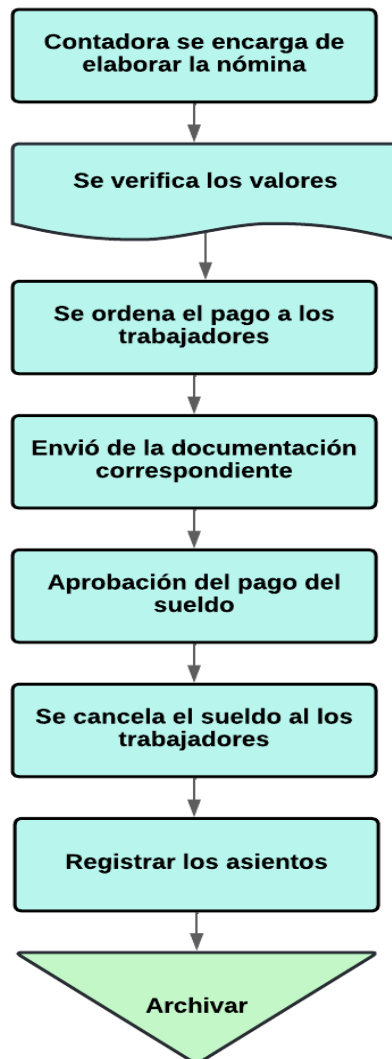 Contadora se encarga de
elaborar la nómina
Se verifica los valores
Se ordena el pago a los
trabajadores
Envió de la documentación
correspondiente
Aprobación del pago del
sueldo
Se cancela el sueldo al los
trabajadores
Registrar los asientos
Archivar